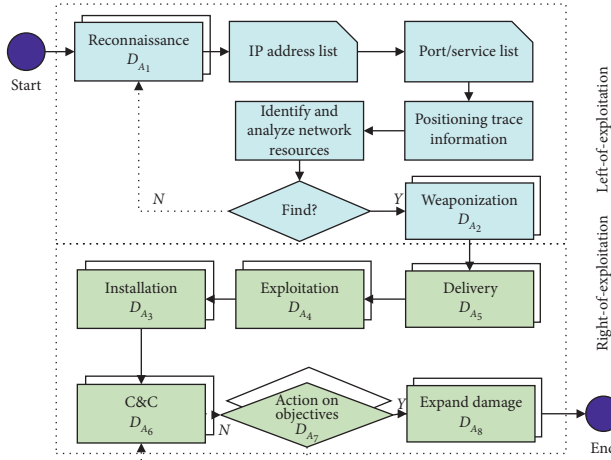 Start
Reconnaissance
D_{A_1}
IP address list
Port/service list
Identify and
analyze network
resources
Positioning trace
information
N
Find?
Y
Weaponization
D_{A_2}
Left-of-exploitation
Right-of-exploitation
Installation
D_{A_3}
Exploitation
D_{A_4}
Delivery
D_{A_5}
C&C
D_{A_6}
N
Action on
objectives
D_{A_7}
Y
Expand damage
D_{A_8}
End